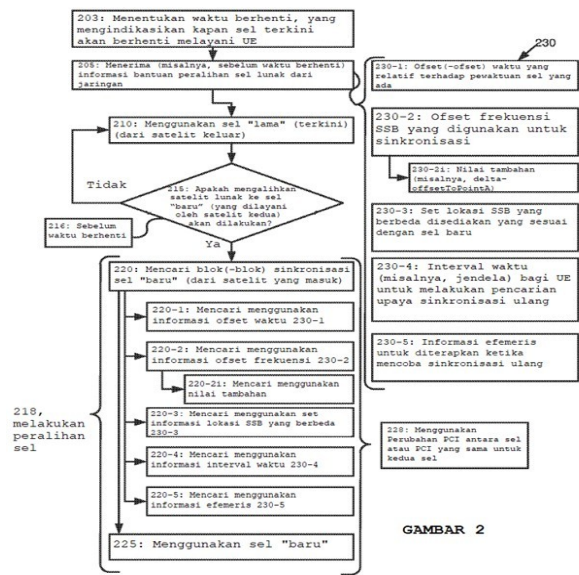 203: Menentukan waktu berhenti, yang
mengindikasikan kapan sel terkini
akan berhenti melayani UE
205: Menerima (misalnya, sebelum waktu berhenti)
informasi bantuan peralihan sel lunak dari
jaringan
210: Menggunakan sel "lama" (terkini)
(dari satelit keluar)
Tidak
215: Apakah mengalihkan
satelit lunak ke sel
"baru" (yang dilayani
oleh satelit kedua)
akan dilakukan?
216: Sebelum
waktu berhenti
Ya
220: Mencari blok(-blok) sinkronisasi
sel "baru" (dari satelit yang masuk)
220-1: Mencari menggunakan
informasi ofset waktu 230-1
220-2: Mencari menggunakan
informasi ofset frekuensi 230-2
220-2i: Mencari menggunakan
nilai tambahan
220-3: Mencari menggunakan set
informasi lokasi SSB yang berbeda
230-3
220-4: Mencari menggunakan
informasi interval waktu 230-4
220-5: Mencari menggunakan
informasi efemeris 230-5
225: Menggunakan sel "baru"
218,
melakukan
peralihan
sel
230
230-1: Ofset(-ofset) waktu yang
relatif terhadap pewaktuan sel yang
ada
230-2: Ofset frekuensi
SSB yang digunakan untuk
sinkronisasi
230-2i: Nilai tambahan
(misalnya, delta-
offsetToPointA)
230-3: Set lokasi SSB yang
berbeda disediakan yang sesuai
dengan sel baru
230-4: Interval waktu
(misalnya, jendela) bagi UE
untuk melakukan pencarian
upaya sinkronisasi ulang
230-5: Informasi efemeris
untuk diterapkan ketika
mencoba sinkronisasi ulang
228: Menggunakan
Perubahan PCI antara sel
atau PCI yang sama untuk
kedua sel
GAMBAR 2